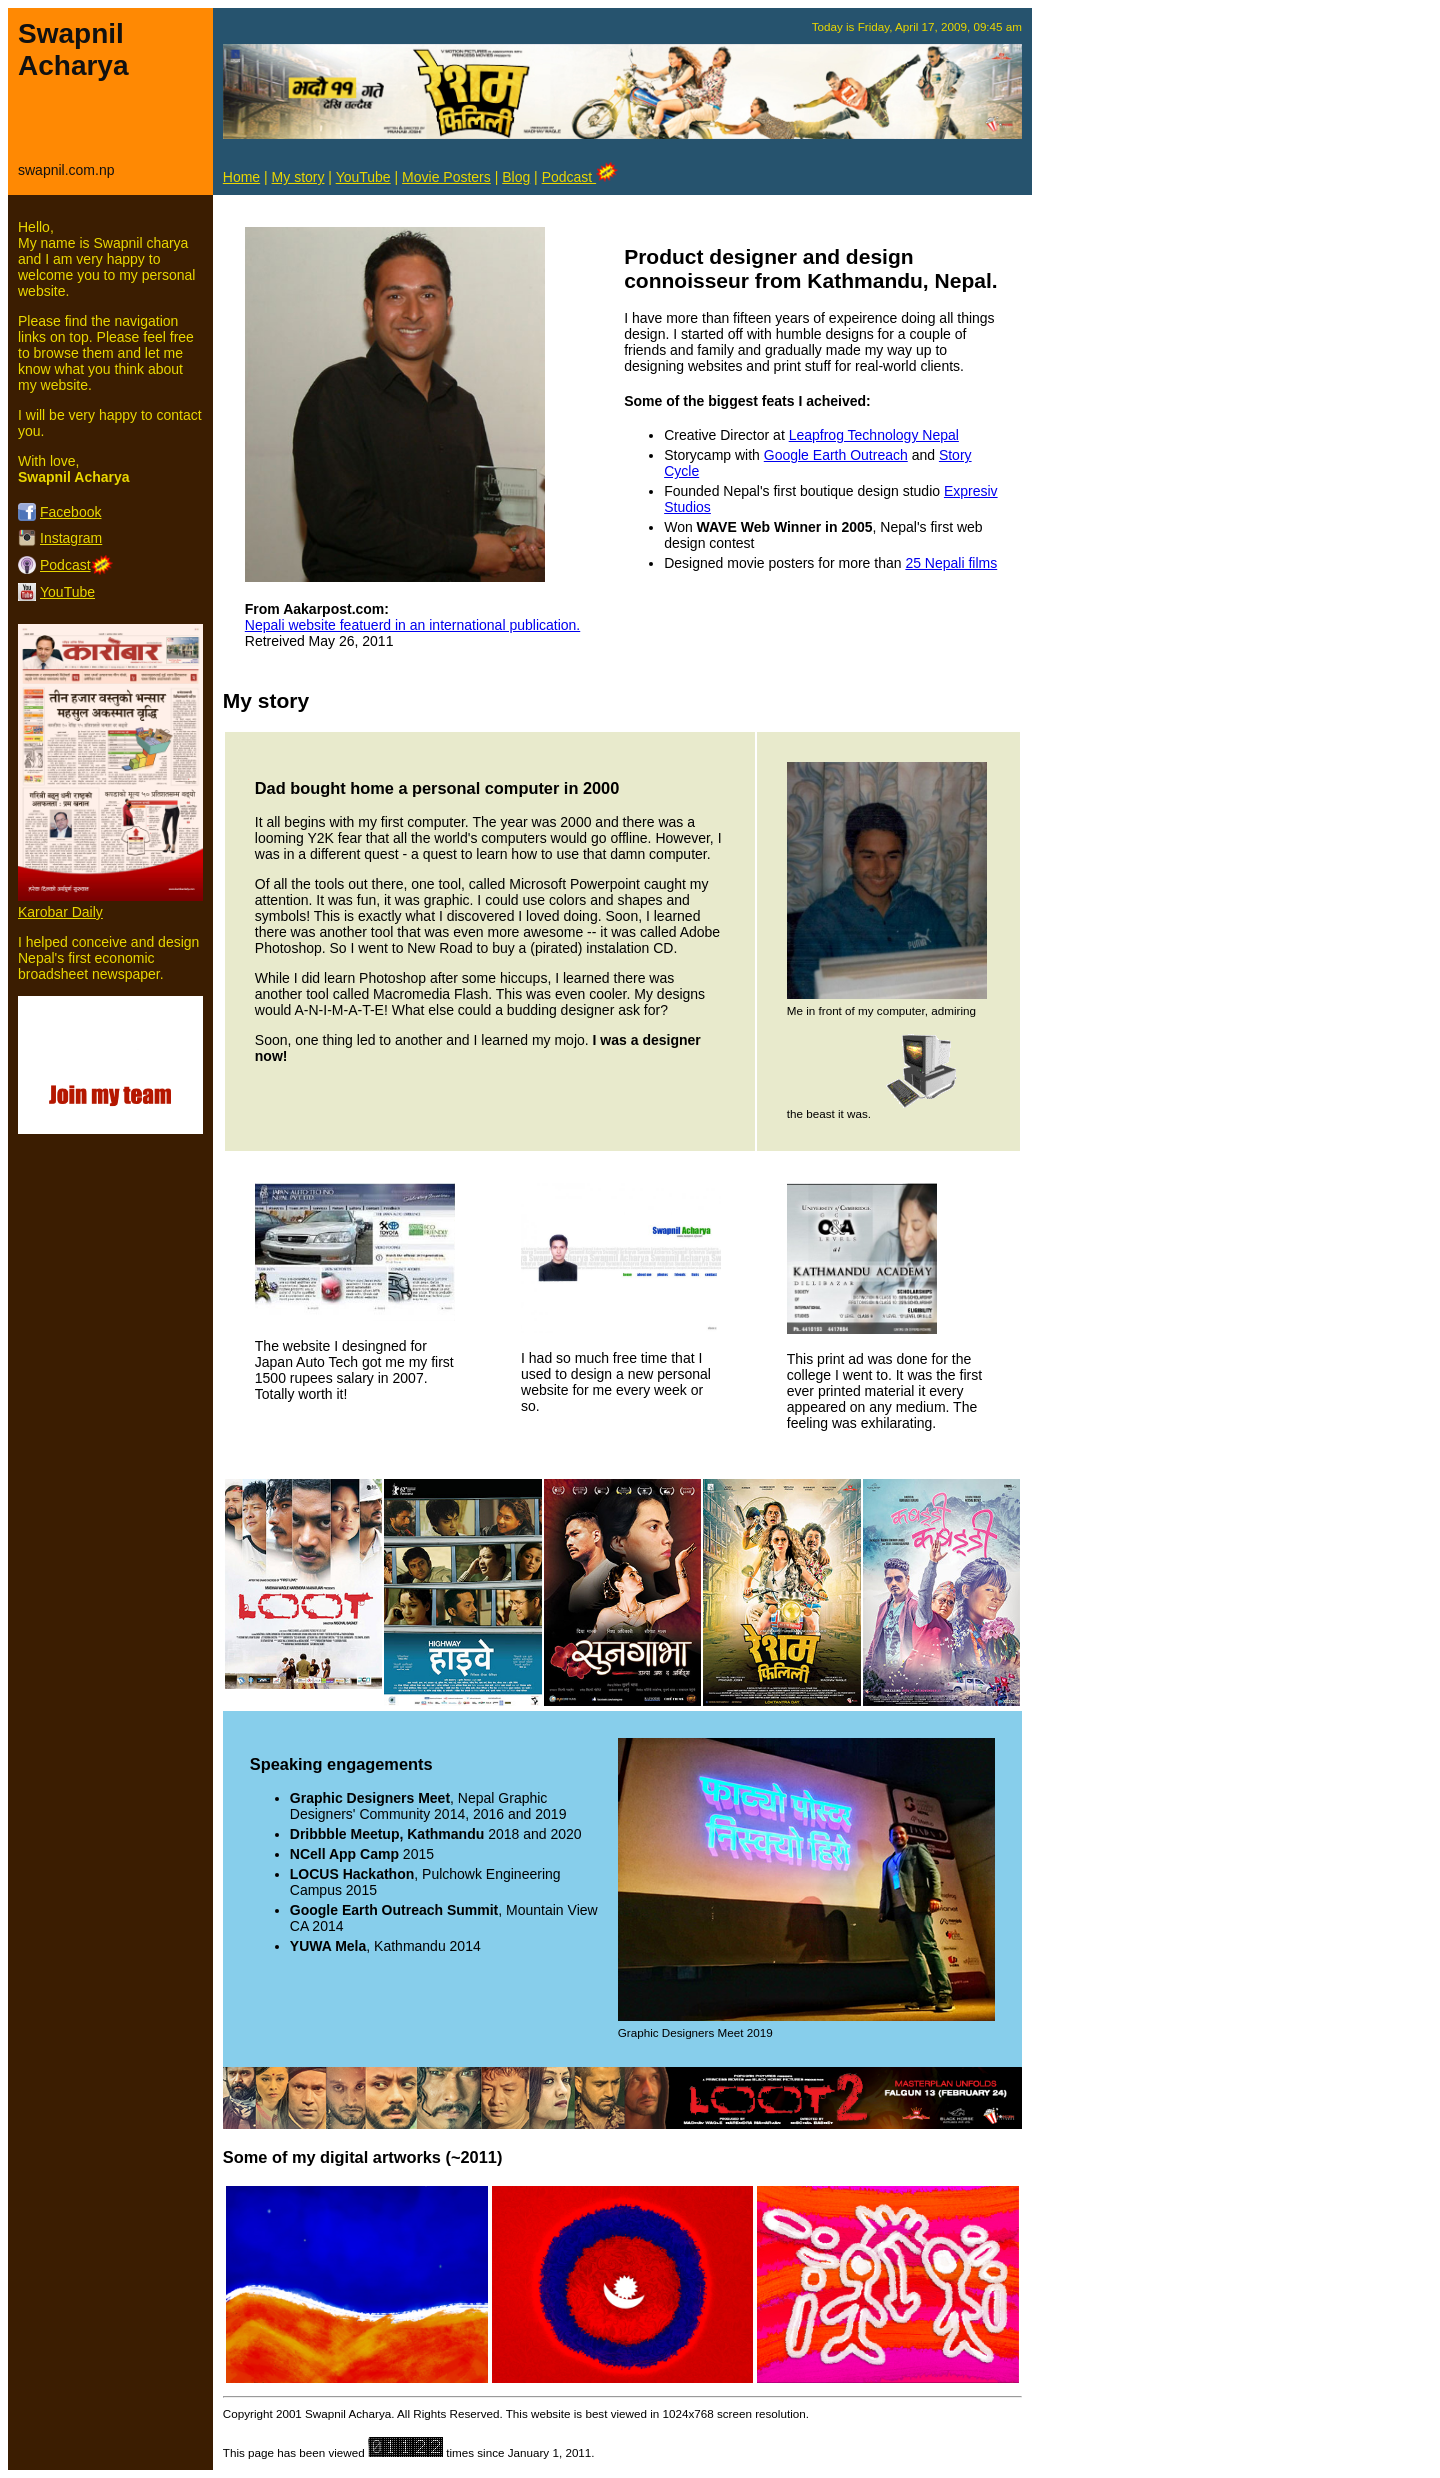 Swapnil
Acharya
swapnil.com.np
Today is Friday, April 17, 2009, 09:45 am
V MOTION PICTURES IN ASSOCIATION WITH
PRINCESS MOVIES PRESENTS
भदौ ११ गते
देखि चल्दैछ
रेशम
फिलिली
Home | My story | YouTube | Movie Posters | Blog | Podcast
Hello,
My name is Swapnil charya
and I am very happy to
welcome you to my personal
website.
Please find the navigation
links on top. Please feel free
to browse them and let me
know what you think about
my website.
I will be very happy to contact
you.
With love,
Swapnil Acharya
Facebook
Instagram
Podcast
YouTube
कारोबार
तीन हजार वस्तुको भन्सार
महसुल अकस्मात वृद्धि
Karobar Daily
I helped conceive and design
Nepal's first economic
broadsheet newspaper.
Join my team
Product designer and design
connoisseur from Kathmandu, Nepal.
I have more than fifteen years of expeirence doing all things
design. I started off with humble designs for a couple of
friends and family and gradually made my way up to
designing websites and print stuff for real-world clients.
Some of the biggest feats I acheived:
Creative Director at Leapfrog Technology Nepal
Storycamp with Google Earth Outreach and Story
Cycle
Founded Nepal's first boutique design studio Expresiv
Studios
Won WAVE Web Winner in 2005, Nepal's first web
design contest
Designed movie posters for more than 25 Nepali films
From Aakarpost.com:
Nepali website featuerd in an international publication.
Retreived May 26, 2011
My story
Dad bought home a personal computer in 2000
It all begins with my first computer. The year was 2000 and there was a
looming Y2K fear that all the world's computers would go offline. However, I
was in a different quest - a quest to learn how to use that damn computer.
Of all the tools out there, one tool, called Microsoft Powerpoint caught my
attention. It was fun, it was graphic. I could use colors and shapes and
symbols! This is exactly what I discovered I loved doing. Soon, I learned
there was another tool that was even more awesome -- it was called Adobe
Photoshop. So I went to New Road to buy a (pirated) instalation CD.
While I did learn Photoshop after some hiccups, I learned there was
another tool called Macromedia Flash. This was even cooler. My designs
would A-N-I-M-A-T-E! What else could a budding designer ask for?
Soon, one thing led to another and I learned my mojo. I was a designer
now!
Me in front of my computer, admiring
the beast it was.
JAPAN AUTO TECHNO
NEPAL PVT. LTD.
TOYOTA
The website I desingned for
Japan Auto Tech got me my first
1500 rupees salary in 2007.
Totally worth it!
Swapnil Acharya
I had so much free time that I
used to design a new personal
website for me every week or
so.
UNIVERSITY of CAMBRIDGE
G C E
O&A
LEVELS
at
KATHMANDU ACADEMY
DILLIBAZAR
SCHOLARSHIPS
ELIGIBILITY
This print ad was done for the
college I went to. It was the first
ever printed material it every
appeared on any medium. The
feeling was exhilarating.
LOOT
HIGHWAY
हाइवे
सुनगाभा
रेशम
फिलिली
कबड्डी
कबड्डी
Speaking engagements
Graphic Designers Meet, Nepal Graphic
Designers' Community 2014, 2016 and 2019
Dribbble Meetup, Kathmandu 2018 and 2020
NCell App Camp 2015
LOCUS Hackathon, Pulchowk Engineering
Campus 2015
Google Earth Outreach Summit, Mountain View
CA 2014
YUWA Mela, Kathmandu 2014
फाट्यो पोस्टर
निस्क्यो हिरो
Graphic Designers Meet 2019
LOOT 2
MASTERPLAN UNFOLDS
FALGUN 13 (FEBRUARY 24)
Some of my digital artworks (~2011)
Copyright 2001 Swapnil Acharya. All Rights Reserved. This website is best viewed in 1024x768 screen resolution.
This page has been viewed 01122 times since January 1, 2011.